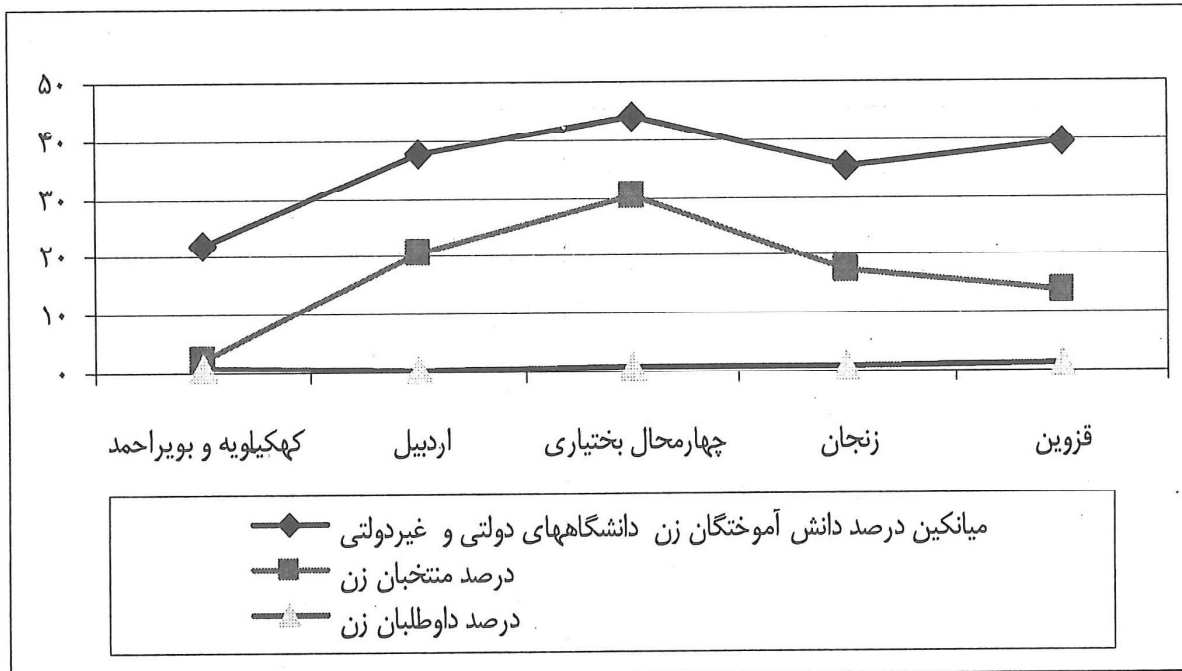 ۵۰
۴۰
۳۰
۲۰
۱۰
۰
کهکیلویه و بویراحمد
اردبیل
چهارمحال بختیاری
زنجان
قزوین
میانکین درصد دانش آموختگان زن دانشگاههای دولتی و غیردولتی
درصد منتخبان زن
درصد داوطلبان زن